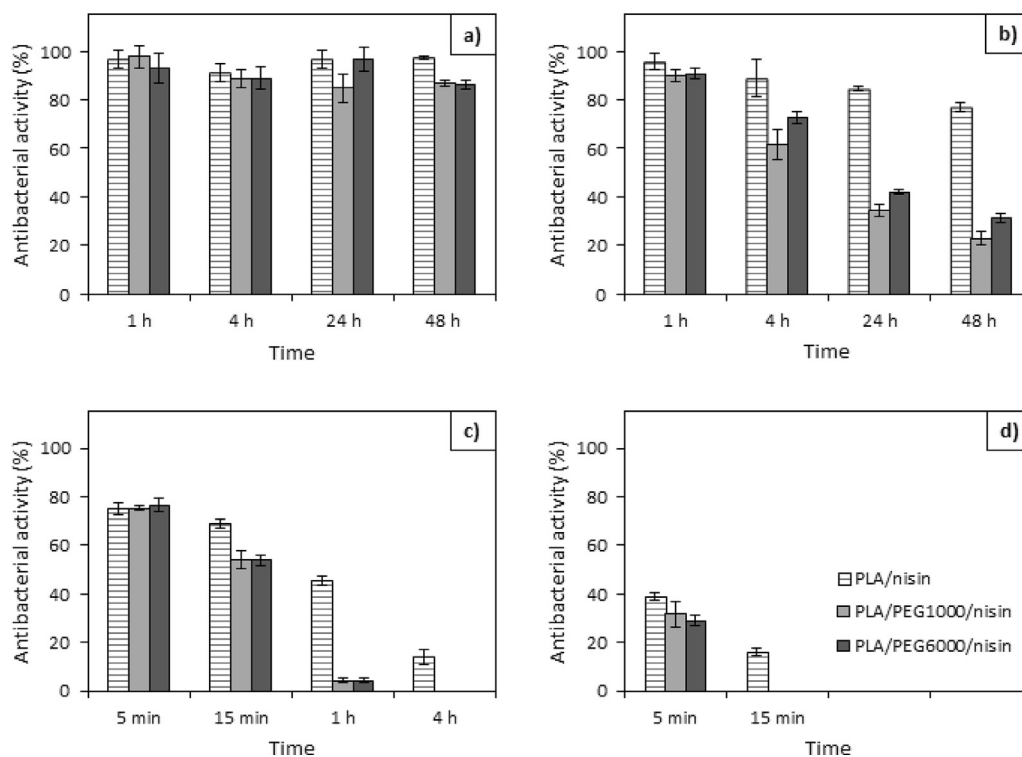 a)
Antibacterial activity (%)
100
80
60
40
20
0
1 h 4 h 24 h 48 h
Time
b)
Antibacterial activity (%)
100
80
60
40
20
0
1 h 4 h 24 h 48 h
Time
c)
Antibacterial activity (%)
100
80
60
40
20
0
5 min 15 min 1 h 4 h
Time
d)
Antibacterial activity (%)
100
80
60
40
20
0
5 min 15 min
Time
PLA/nisin
PLA/PEG1000/nisin
PLA/PEG6000/nisin